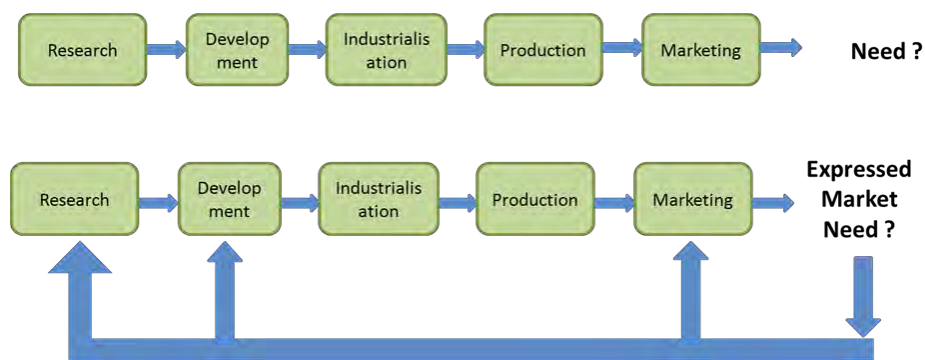 Research
Develop
ment
Industrialis
ation
Production
Marketing
Need ?
Research
Develop
ment
Industrialis
ation
Production
Marketing
Expressed
Market
Need ?